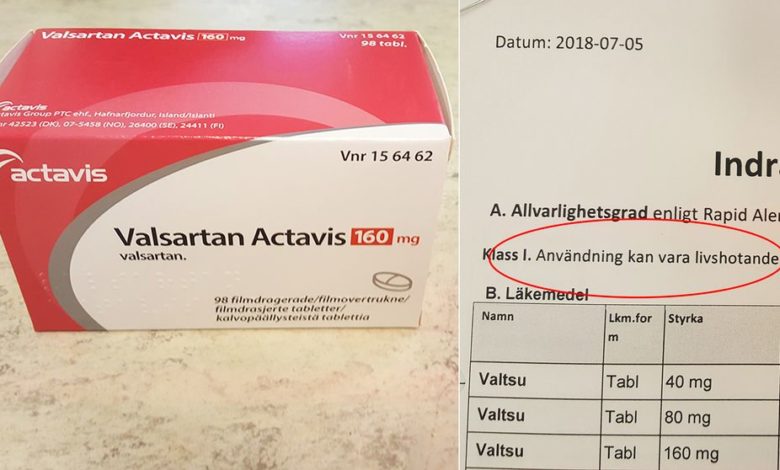 Valsartan Actavis 160 mg
Vnr 15 64 62
98 tabl.
actavis
Actavis Group PTC ehf., Hafnarfjordur, Island/Islanti
42523 (DK), 07-5458 (NO), 26400 (SE), 24411 (FI)
actavis
Vnr 15 64 62
Valsartan Actavis 160 mg
valsartan.
98 filmdragerade/filmovertrukne/
filmdrasjerte tabletter/
kalvopäällysteistä tablettia
Datum: 2018-07-05
Indra
A. Allvarlighetsgrad enligt Rapid Aler
Klass I. Användning kan vara livshotande
B. Läkemedel
Namn Lkm.for Styrka
m
Valtsu Tabl 40 mg
Valtsu Tabl 80 mg
Valtsu Tabl 160 mg